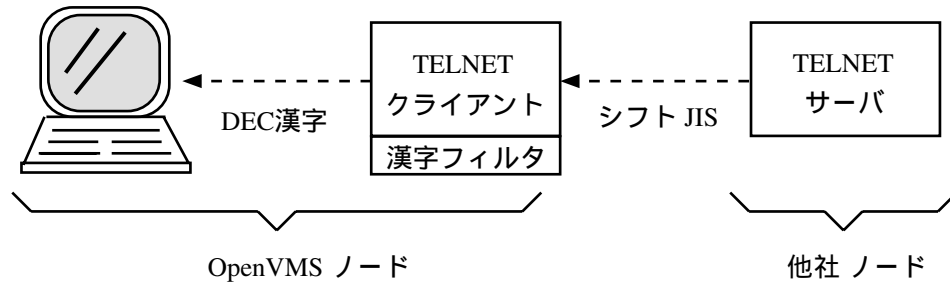 TELNET
クライアント
漢字フィルタ
DEC漢字
シフト JIS
TELNET
サーバ
OpenVMS ノード
他社 ノード